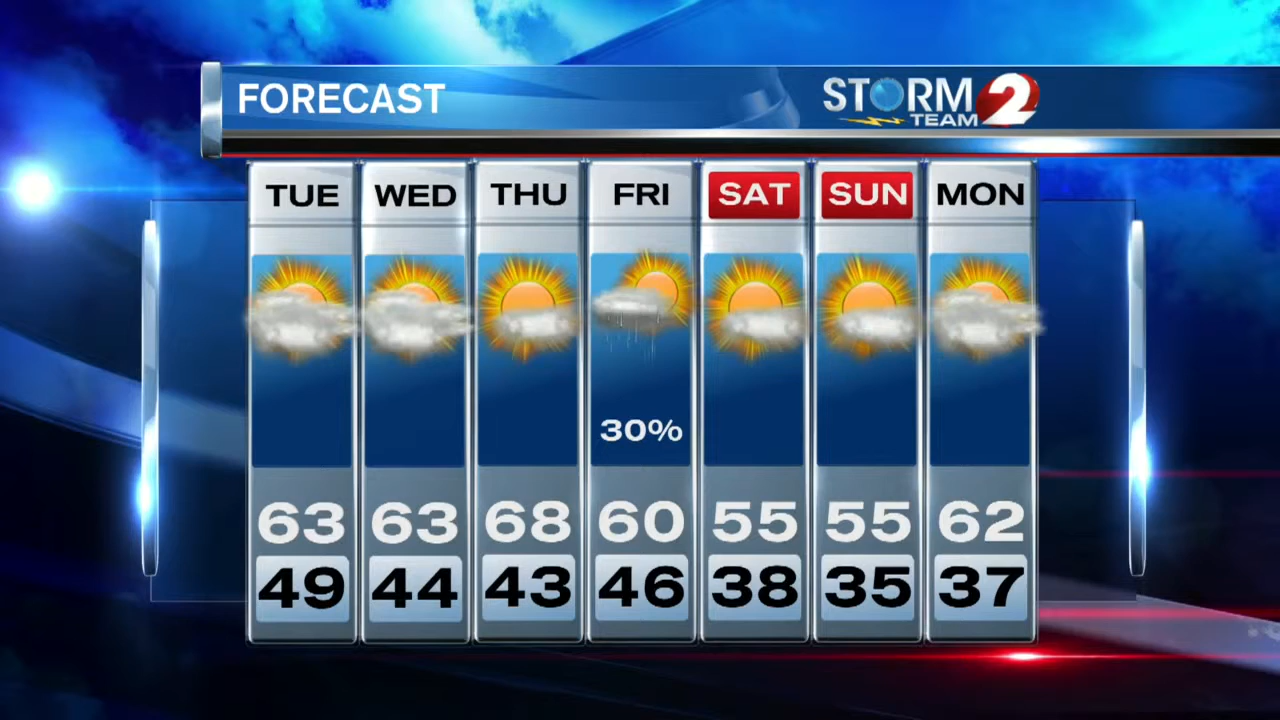 FORECAST
STORM TEAM 2
TUE WED THU FRI SAT SUN MON
30%
63 63 68 60 55 55 62
49 44 43 46 38 35 37